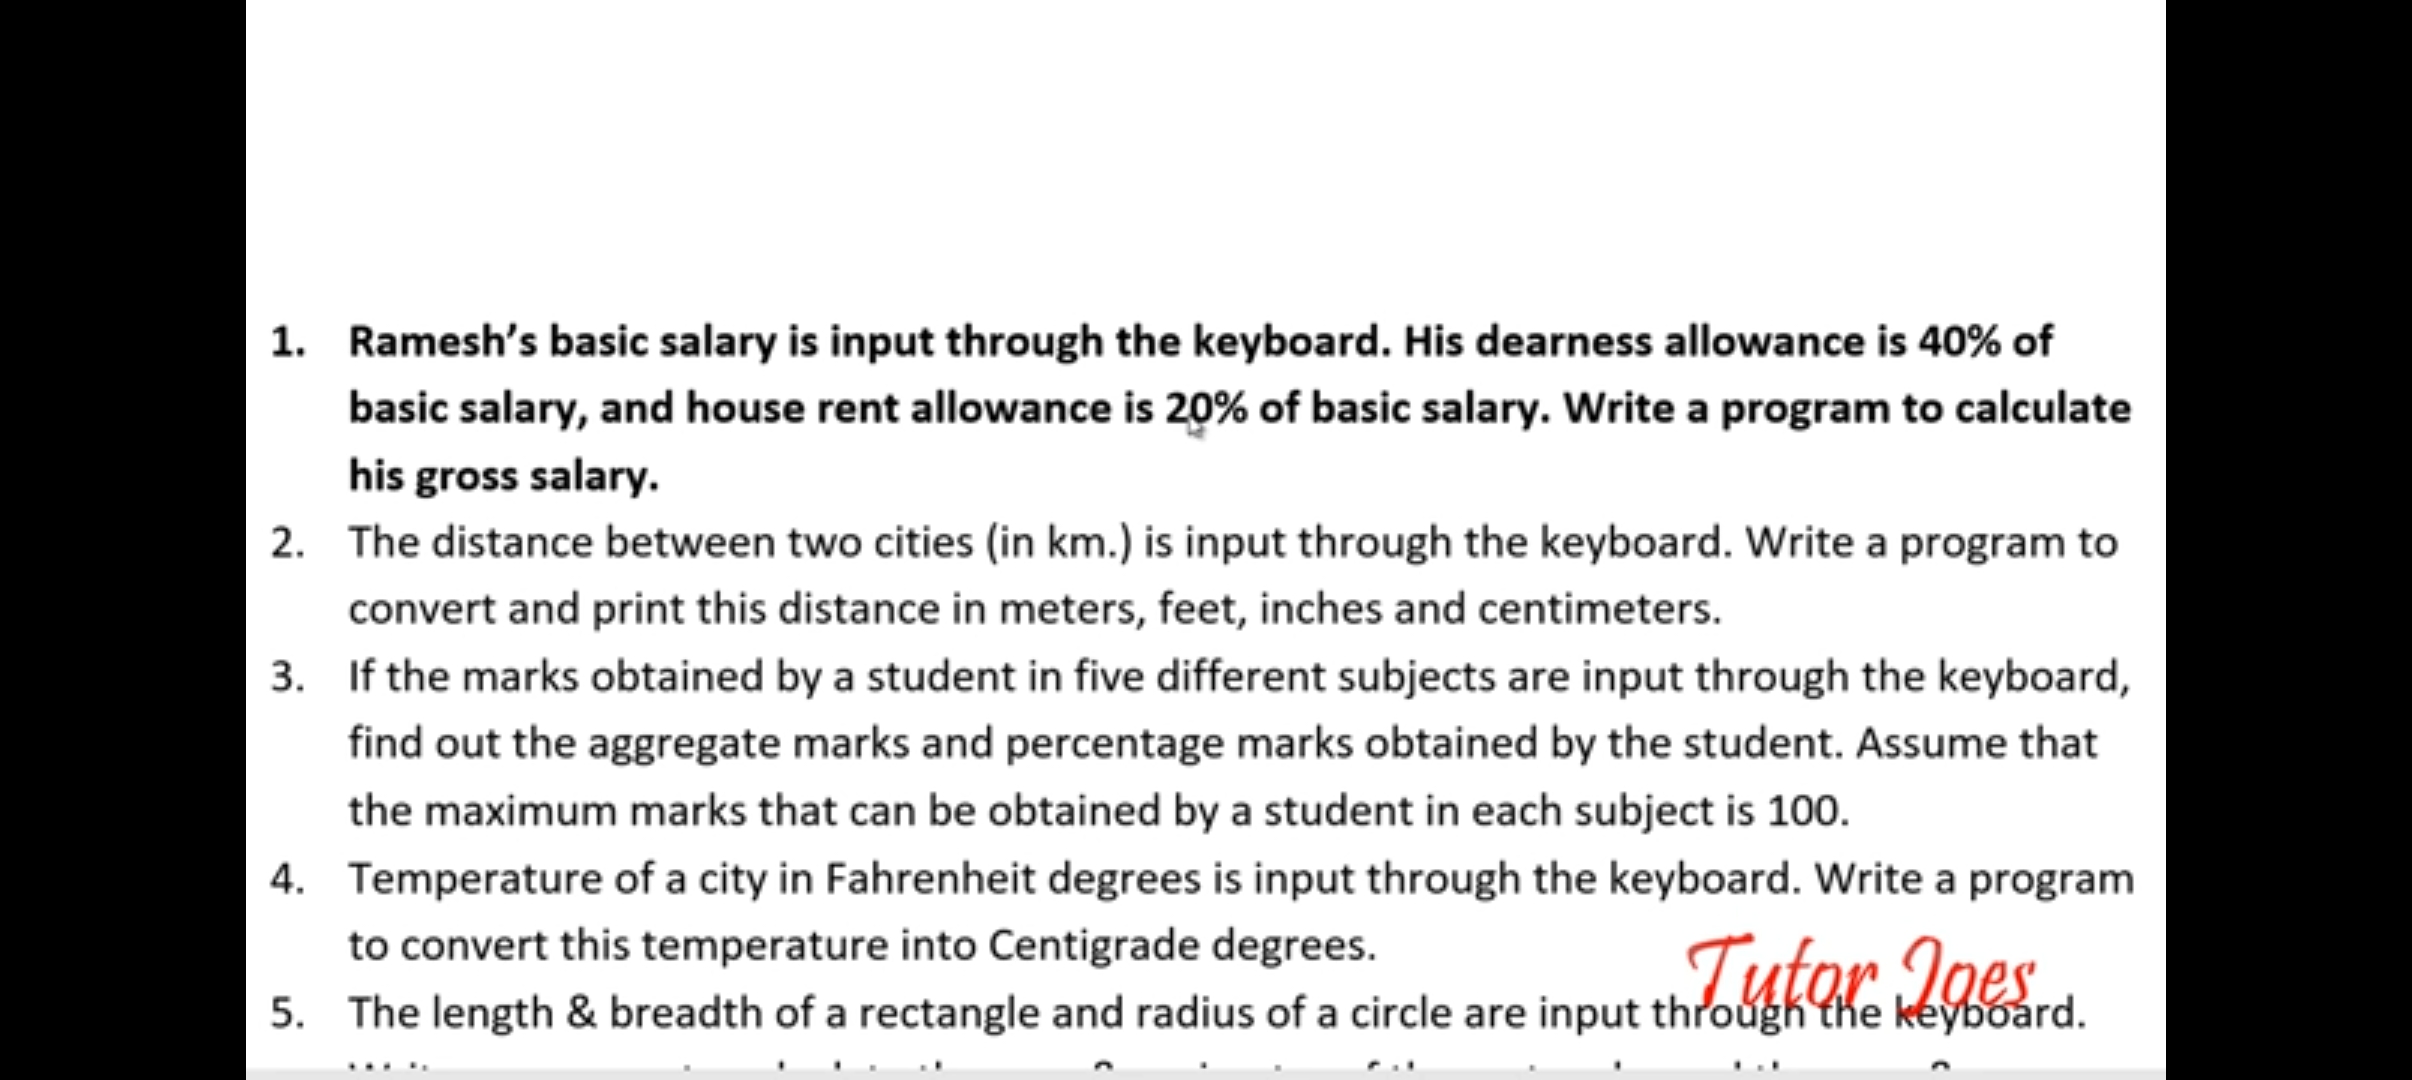 1. Ramesh’s basic salary is input through the keyboard. His dearness allowance is 40% of
basic salary, and house rent allowance is 20% of basic salary. Write a program to calculate
his gross salary.
2. The distance between two cities (in km.) is input through the keyboard. Write a program to
convert and print this distance in meters, feet, inches and centimeters.
3. If the marks obtained by a student in five different subjects are input through the keyboard,
find out the aggregate marks and percentage marks obtained by the student. Assume that
the maximum marks that can be obtained by a student in each subject is 100.
4. Temperature of a city in Fahrenheit degrees is input through the keyboard. Write a program
to convert this temperature into Centigrade degrees.
Tutor Joes
5. The length & breadth of a rectangle and radius of a circle are input through the keyboard.